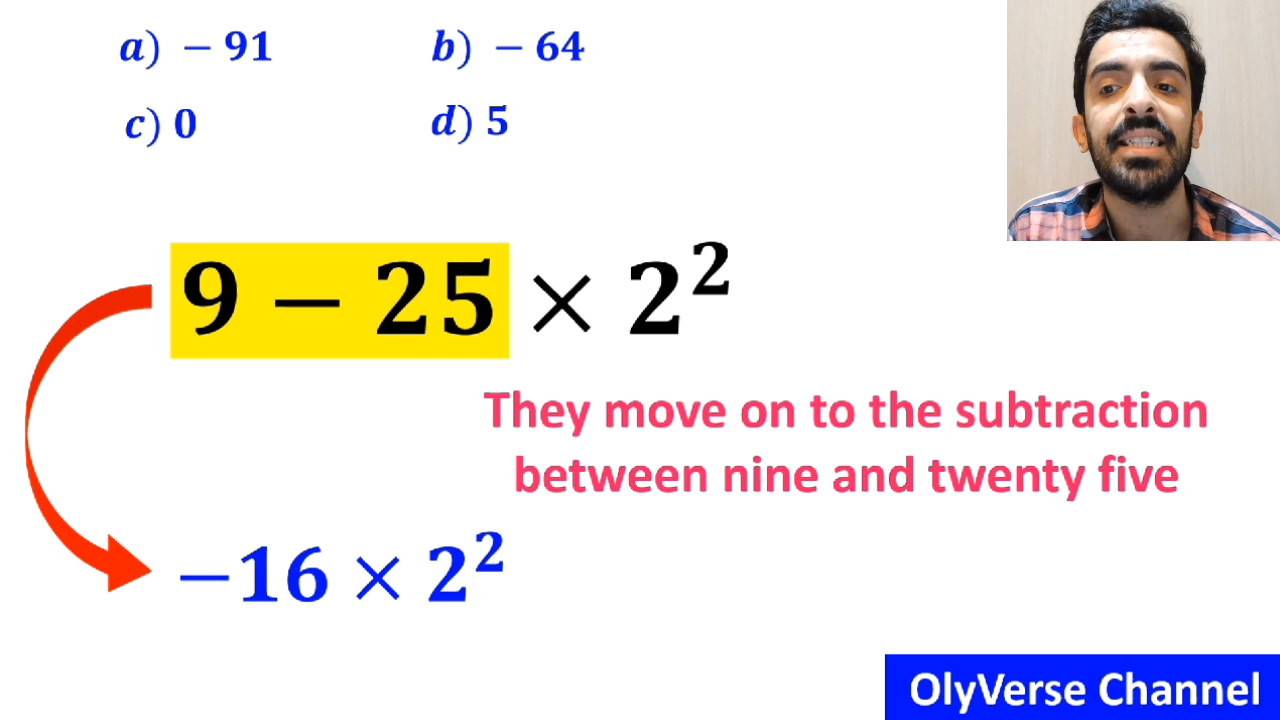 a) − 91 b) − 64
c) 0 d) 5
9 − 25 × 2²
They move on to the subtraction
between nine and twenty five
−16 × 2²
OlyVerse Channel